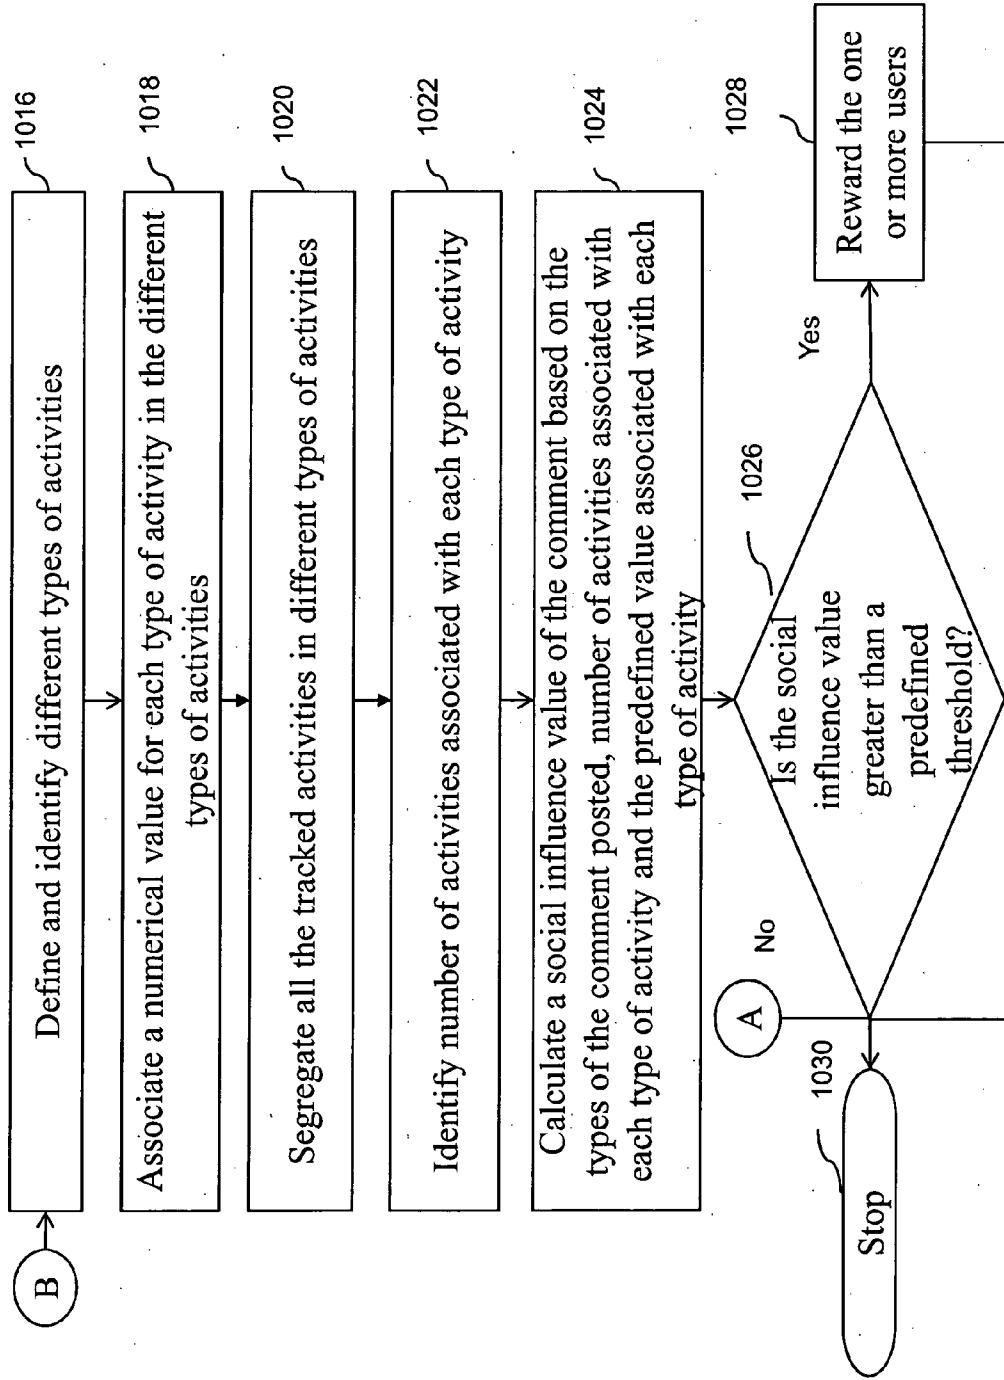 B
Define and identify different types of activities
1016
Associate a numerical value for each type of activity in the different
types of activities
1018
Segregate all the tracked activities in different types of activities
1020
Identify number of activities associated with each type of activity
1022
Calculate a social influence value of the comment based on the
types of the comment posted, number of activities associated with
each type of activity and the predefined value associated with each
type of activity
1024
A
No
Is the social
influence value
greater than a
predefined
threshold?
1026
Yes
Reward the one
or more users
1028
Stop
1030